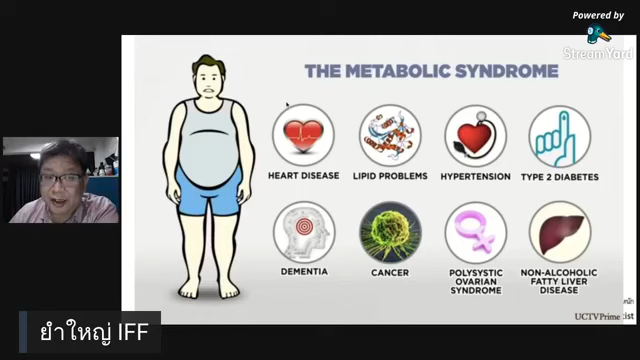 Powered by
StreamYard
THE METABOLIC SYNDROME
HEART DISEASE
LIPID PROBLEMS
HYPERTENSION
TYPE 2 DIABETES
DEMENTIA
CANCER
POLYSYSTIC
OVARIAN
SYNDROME
NON-ALCOHOLIC
FATTY LIVER
DISEASE
UCTVPrime
ยำใหญ่ IFF